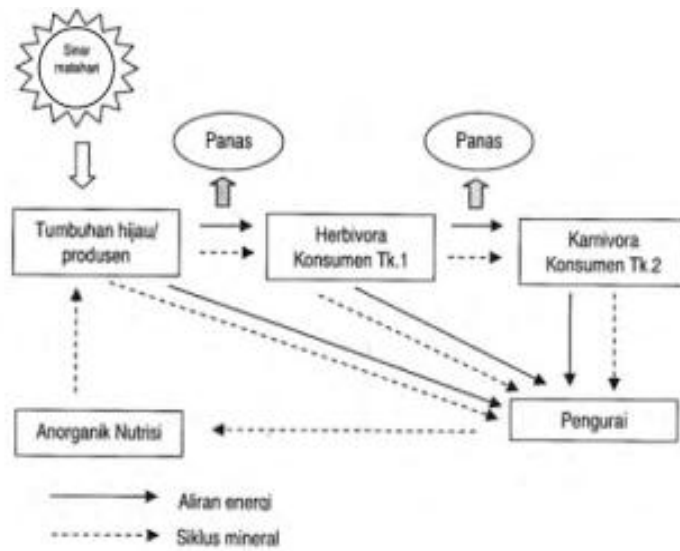 Sinar
matahari
Panas
Panas
Tumbuhan hijau/
produsen
Herbivora
Konsumen Tk.1
Karnivora
Konsumen Tk.2
Anorganik Nutrisi
Pengurai
Aliran energi
Siklus mineral